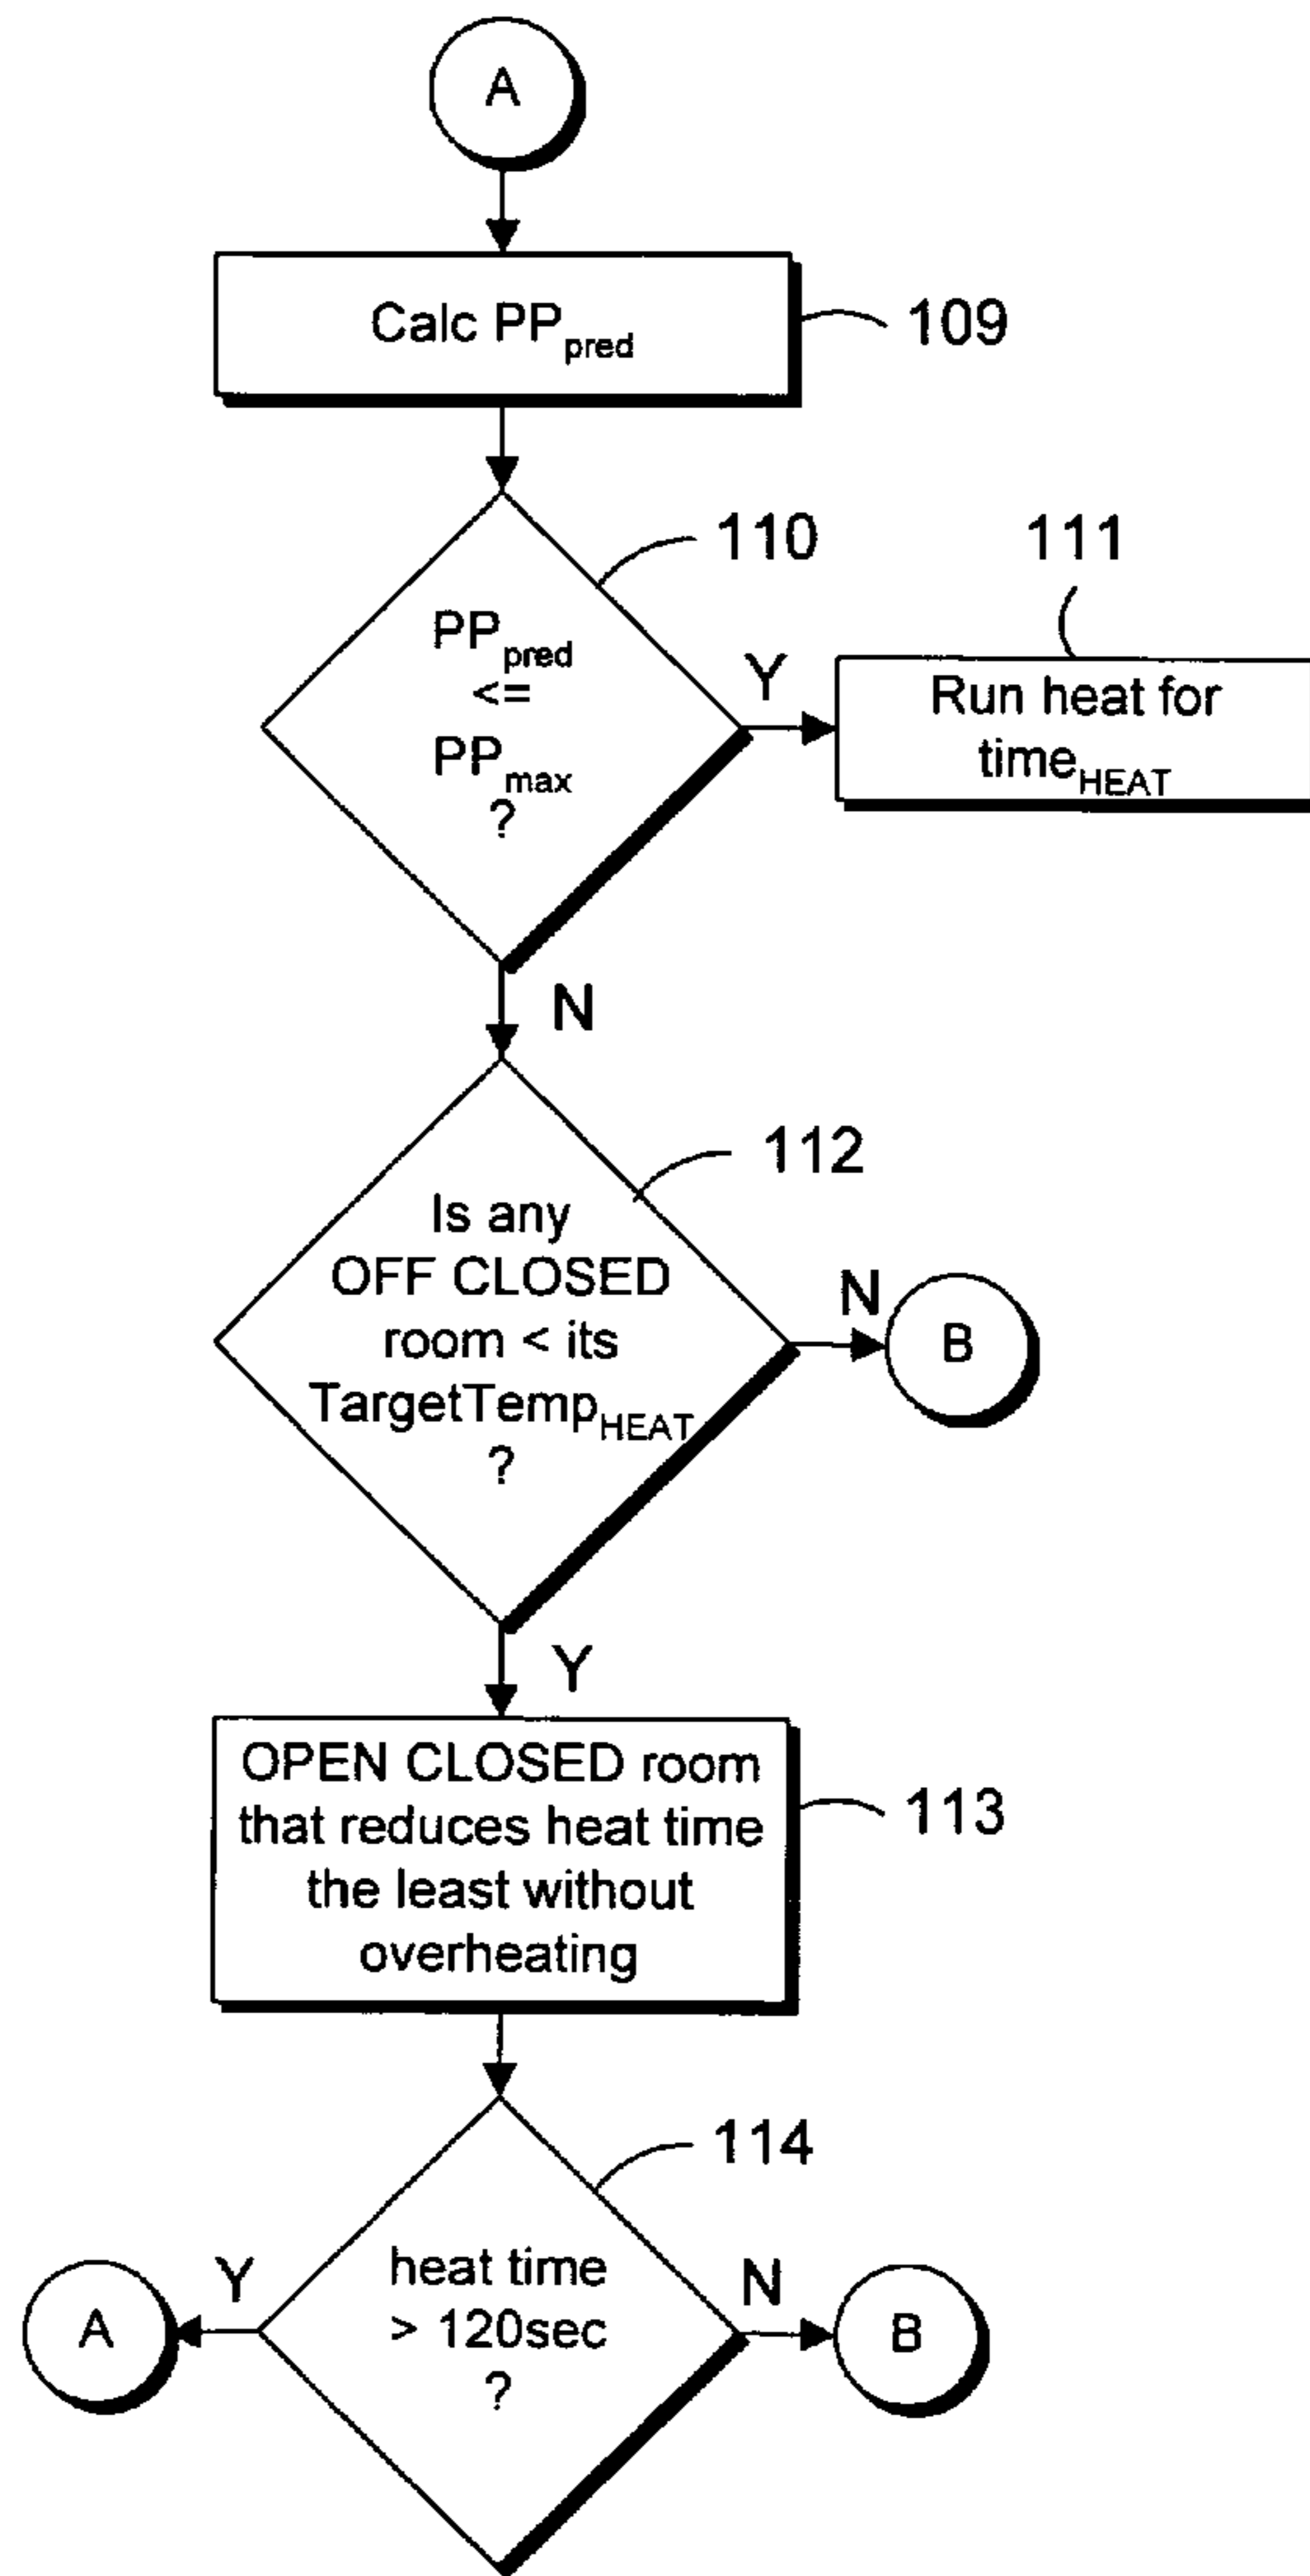 A
Calc PPpred
109
110
111
PPpred
<=
PPmax
?
Y
Run heat for
timeHEAT
N
112
Is any
OFF CLOSED
room < its
TargetTempHEAT
?
N
B
Y
OPEN CLOSED room
that reduces heat time
the least without
overheating
113
114
heat time
> 120sec
?
Y
A
N
B